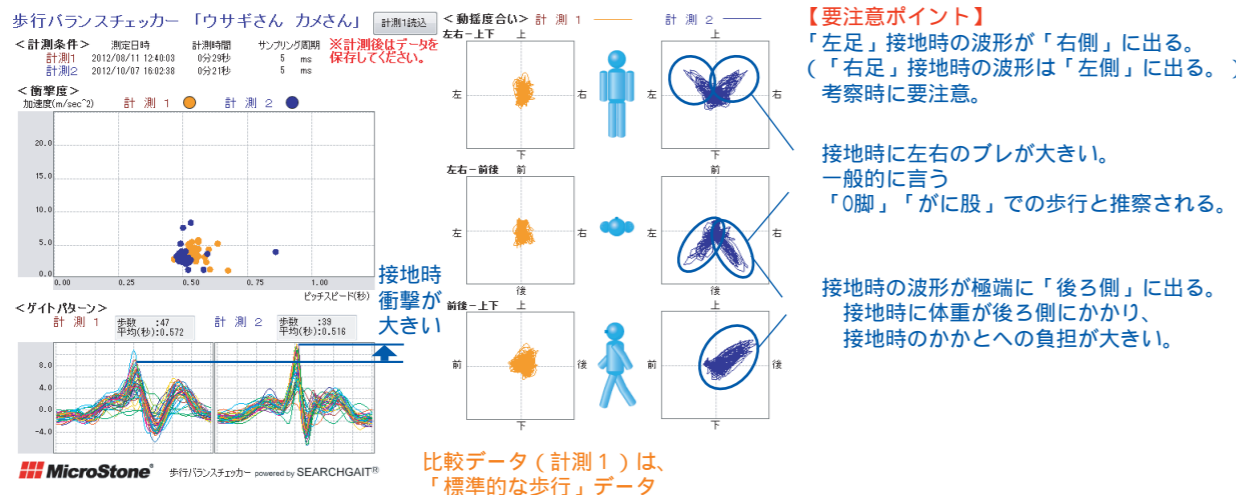 歩行バランスチェッカー 「ウサギさん カメさん」
計測1読込
<計測条件> 測定日時 計測時間 サンプリング周期
計測1 2012/08/11 12:40:03 0分29秒 5 ms
計測2 2012/10/07 16:02:38 0分21秒 5 ms
※計測後はデータを
保存してください。
<衝撃度>
加速度(m/sec^2) 計 測 1 計 測 2
20.0
15.0
10.0
5.0
0.0
0.00 0.25 0.50 0.75 1.00
ピッチスピード(秒)
接地時
衝撃が
大きい
<ゲイトパターン>
計 測 1 歩数 :47
平均(秒):0.572
計 測 2 歩数 :39
平均(秒):0.516
8.0
4.0
0.0
-4.0
MicroStone® 歩行バランスチェッカー powered by SEARCHGAIT®
<動揺度合い> 計 測 1 計 測 2
左右-上下 上 上
左 右 左 右
下 下
左右-前後 前 前
左 右 左 右
後 後
前後-上下 上 上
前 後 前 後
下 下
比較データ(計測1)は、
「標準的な歩行」データ
【要注意ポイント】
「左足」接地時の波形が「右側」に出る。
(「右足」接地時の波形は「左側」に出る。)
考察時に要注意。
接地時に左右のブレが大きい。
一般的に言う
「O脚」「がに股」での歩行と推察される。
接地時の波形が極端に「後ろ側」に出る。
接地時に体重が後ろ側にかかり、
接地時のかかとへの負担が大きい。